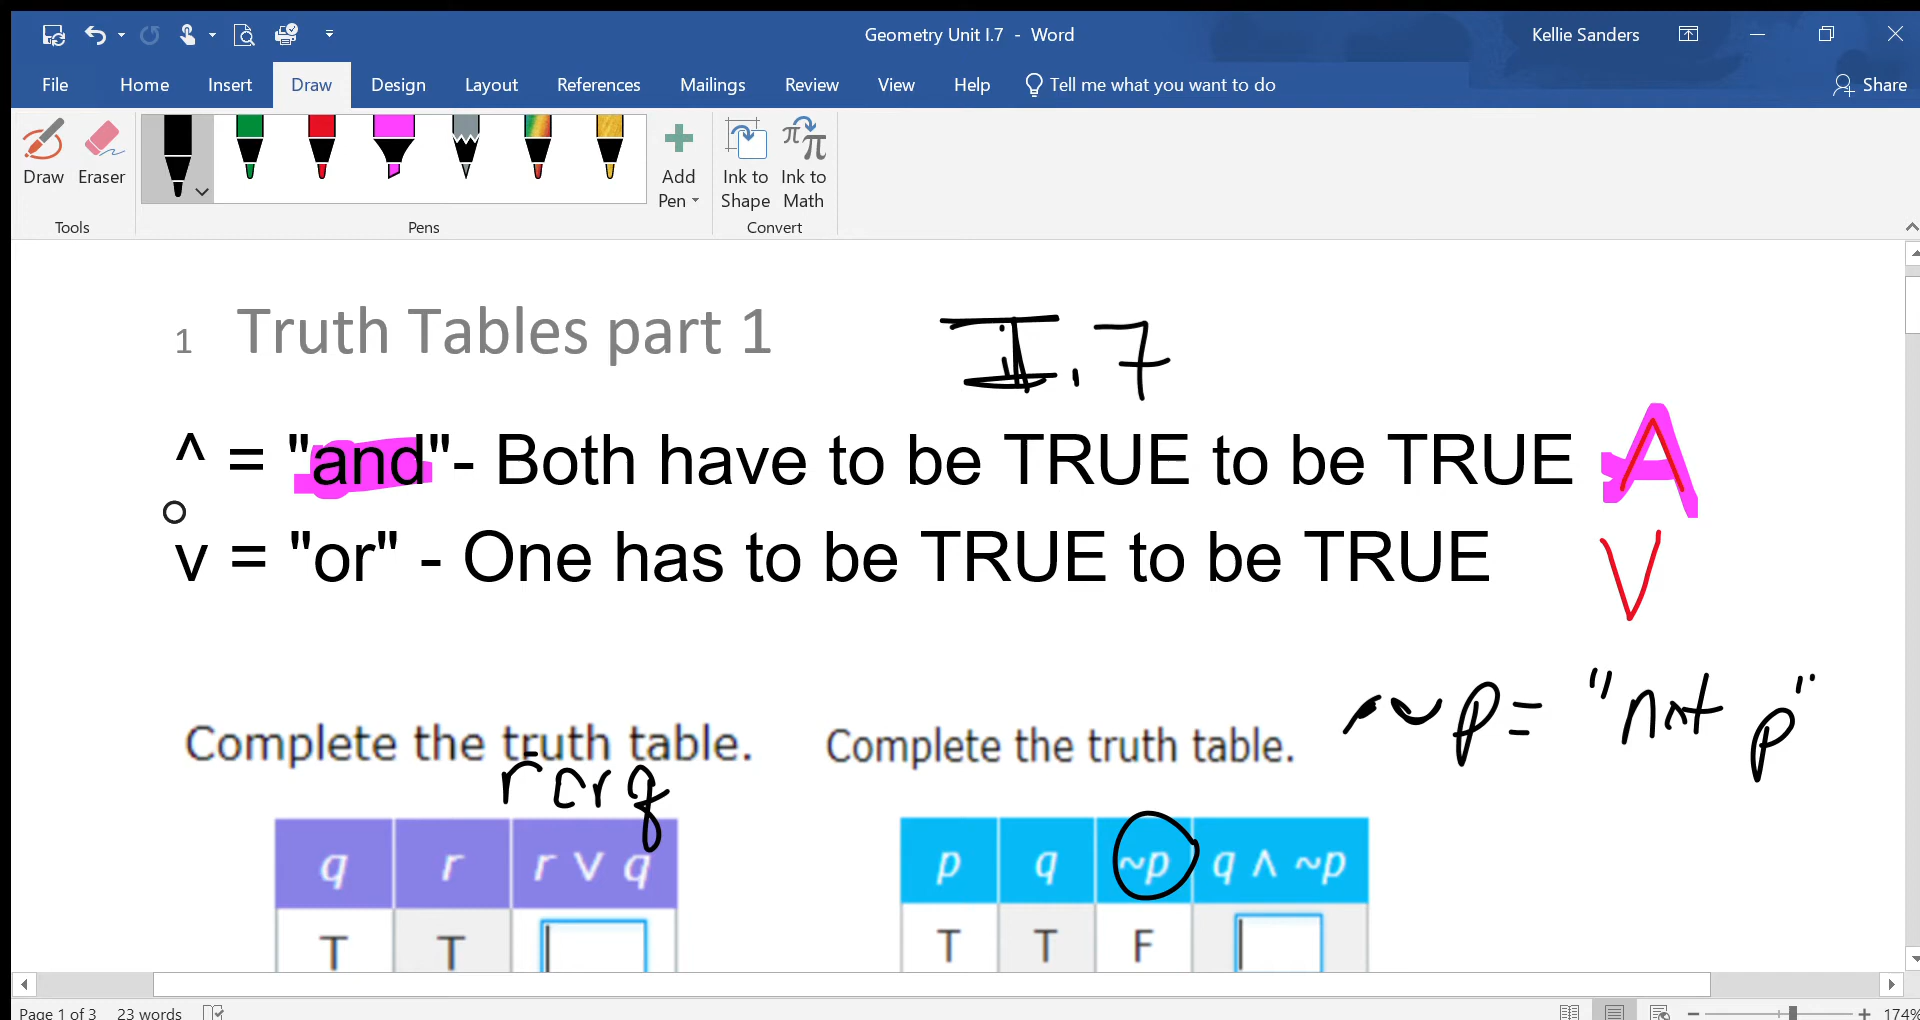 Geometry Unit I.7 - Word
Kellie Sanders
File Home Insert Draw Design Layout References Mailings Review View Help Tell me what you want to do Share
Draw Eraser Add Pen Ink to Shape Ink to Math
Tools Pens Convert
1 Truth Tables part 1 I.7
^ = "and"- Both have to be TRUE to be TRUE Λ
v = "or" - One has to be TRUE to be TRUE V
~p = "not p"
Complete the truth table. Complete the truth table.
r or q
q r r ∨ q p q ~p q ∧ ~p
T T T T F
Page 1 of 3 23 words 174%